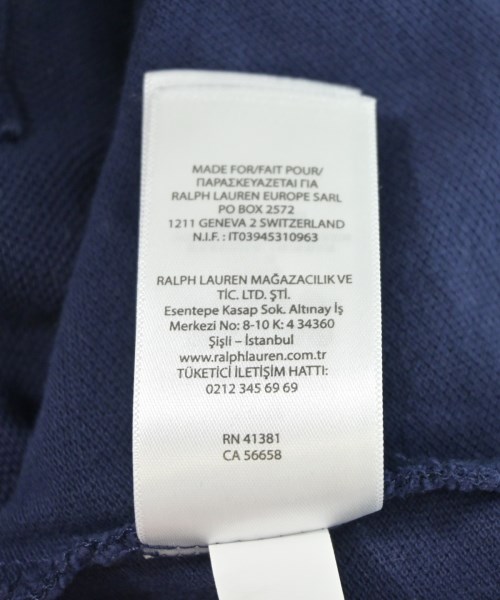 MADE FOR/FAIT POUR/
ΠΑΡΑΣΚΕΥΑΖΕΤΑΙ ΓΙΑ
RALPH LAUREN EUROPE SARL
PO BOX 2572
1211 GENEVA 2 SWITZERLAND
N.I.F. : IT03945310963
RALPH LAUREN MAĞAZACILIK VE
TİC. LTD. ŞTİ.
Esentepe Kasap Sok. Altınay İş
Merkezi No: 8-10 K: 4 34360
Şişli – İstanbul
www.ralphlauren.com.tr
TÜKETİCİ İLETİŞİM HATTI:
0212 345 69 69
RN 41381
CA 56658